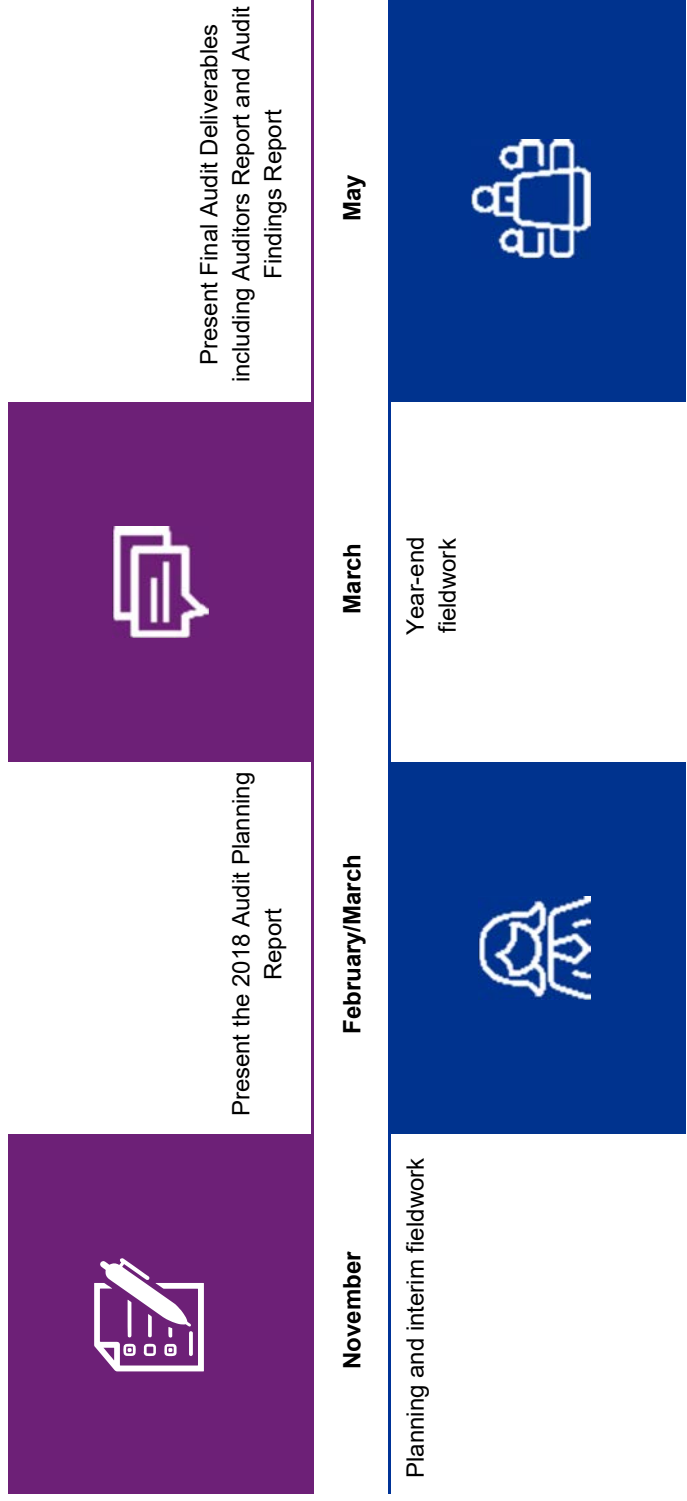 November
Planning and interim fieldwork
Present the 2018 Audit Planning
Report
February/March
March
Year-end
fieldwork
Present Final Audit Deliverables
including Auditors Report and Audit
Findings Report
May